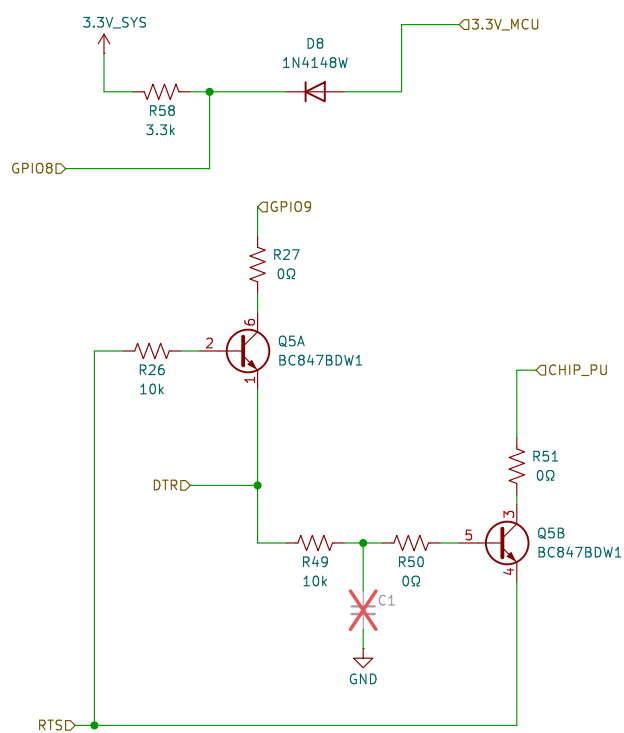 3.3V_SYS
3.3V_MCU
D8
1N4148W
R58
3.3k
GPIO8
GPIO9
R27
0Ω
6
2
Q5A
BC847BDW1
R26
10k
1
CHIP_PU
R51
0Ω
DTR
3
5
Q5B
BC847BDW1
R49
10k
R50
0Ω
4
C1
GND
RTS